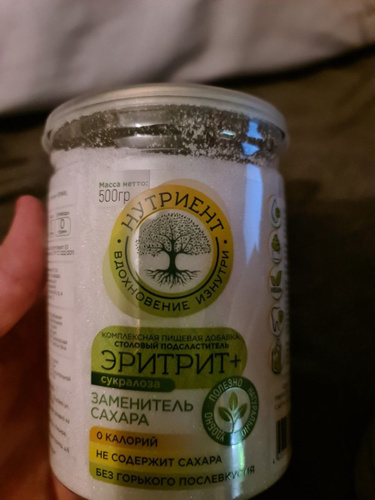 Масса нетто:
500гр
НУТРИЕНТ
ВДОХНОВЕНИЕ ИЗНУТРИ
КОМПЛЕКСНАЯ ПИЩЕВАЯ ДОБАВКА
СТОЛОВЫЙ ПОДСЛАСТИТЕЛЬ
ЭРИТРИТ+
сукралоза
ЗАМЕНИТЕЛЬ
САХАРА
ПОЛЕЗНО
0 КАЛОРИЙ
НЕ СОДЕРЖИТ САХАРА
БЕЗ ГОРЬКОГО ПОСЛЕВКУСИЯ